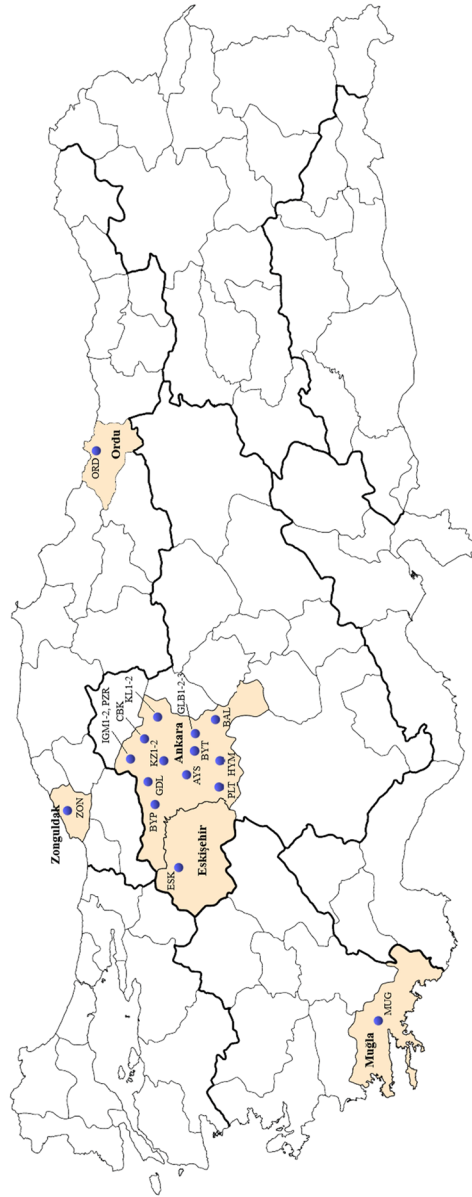 Zonguldak
ZON
ORD
Ordu
IGM1-2, PZR
CBK
KL1-2
KZ1-2
GDL
BYP
Ankara
GLB1-2-3
AYS
BYT
BAL
HYM
PLT
ESK
Eskişehir
Muğla
MUG